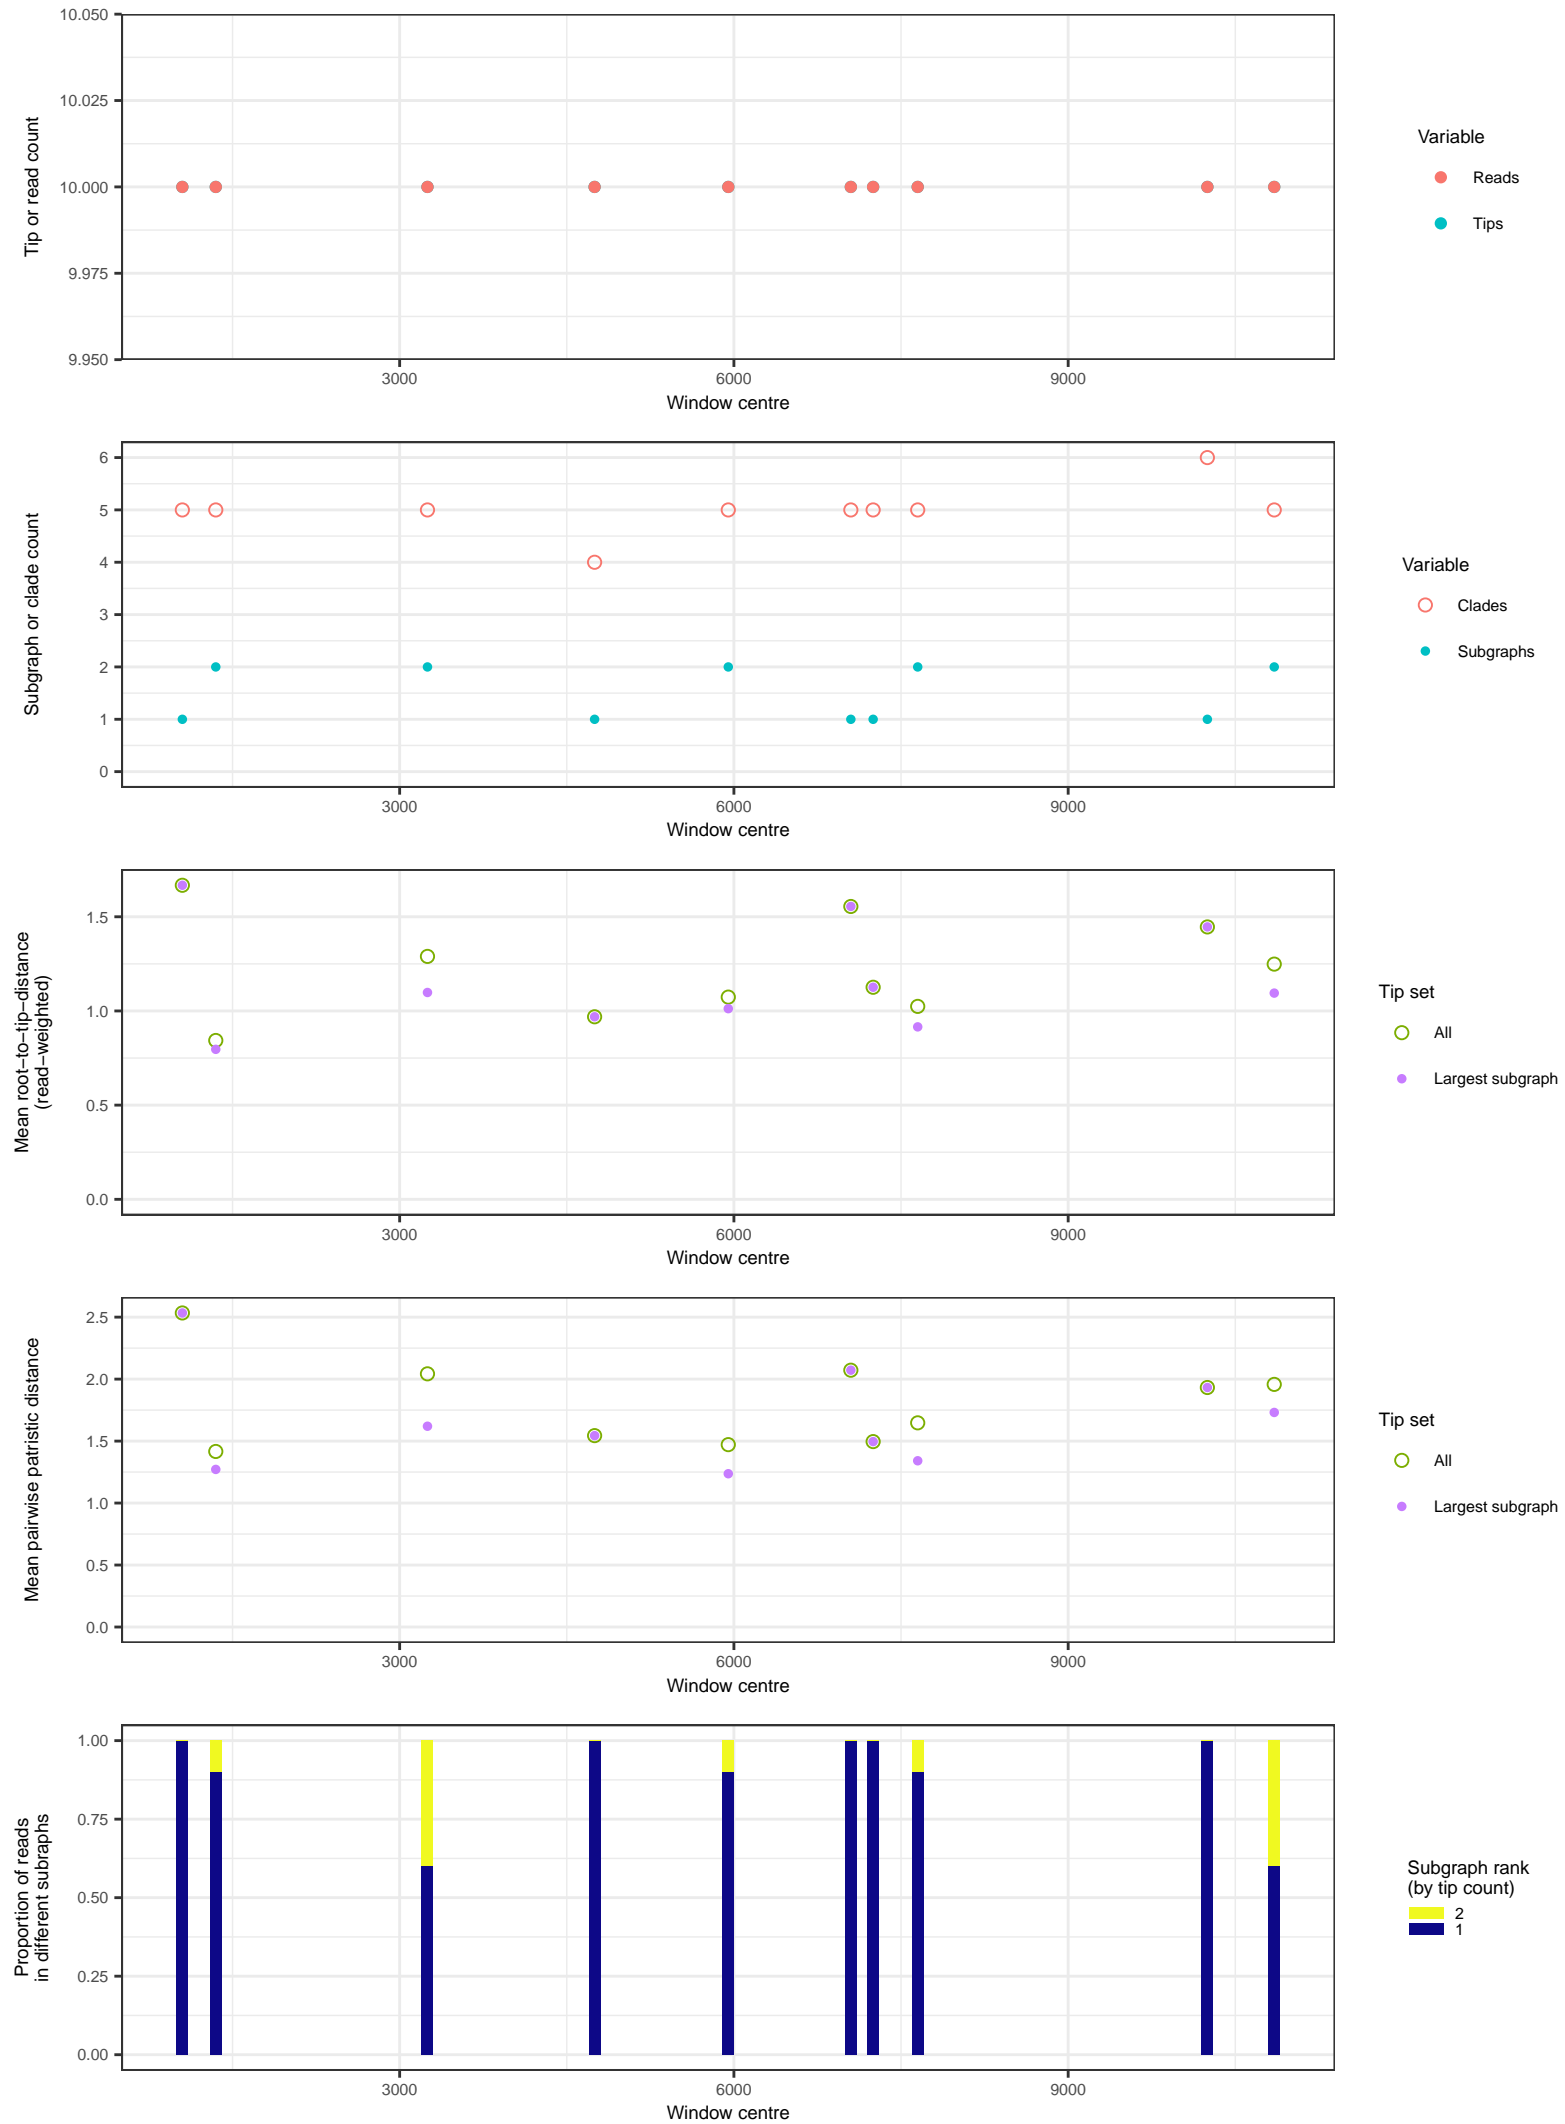 10.050
10.025
10.000
9.975
9.950
Tip or read count
3000
6000
9000
Window centre
Variable
Reads
Tips
6
5
4
3
2
1
0
Subgraph or clade count
3000
6000
9000
Window centre
Variable
Clades
Subgraphs
1.5
1.0
0.5
0.0
Mean root−to−tip−distance
(read−weighted)
3000
6000
9000
Window centre
Tip set
All
Largest subgraph
2.5
2.0
1.5
1.0
0.5
0.0
Mean pairwise patristic distance
3000
6000
9000
Window centre
Tip set
All
Largest subgraph
1.00
0.75
0.50
0.25
0.00
Proportion of reads
in different subraphs
3000
6000
9000
Window centre
Subgraph rank
(by tip count)
2
1